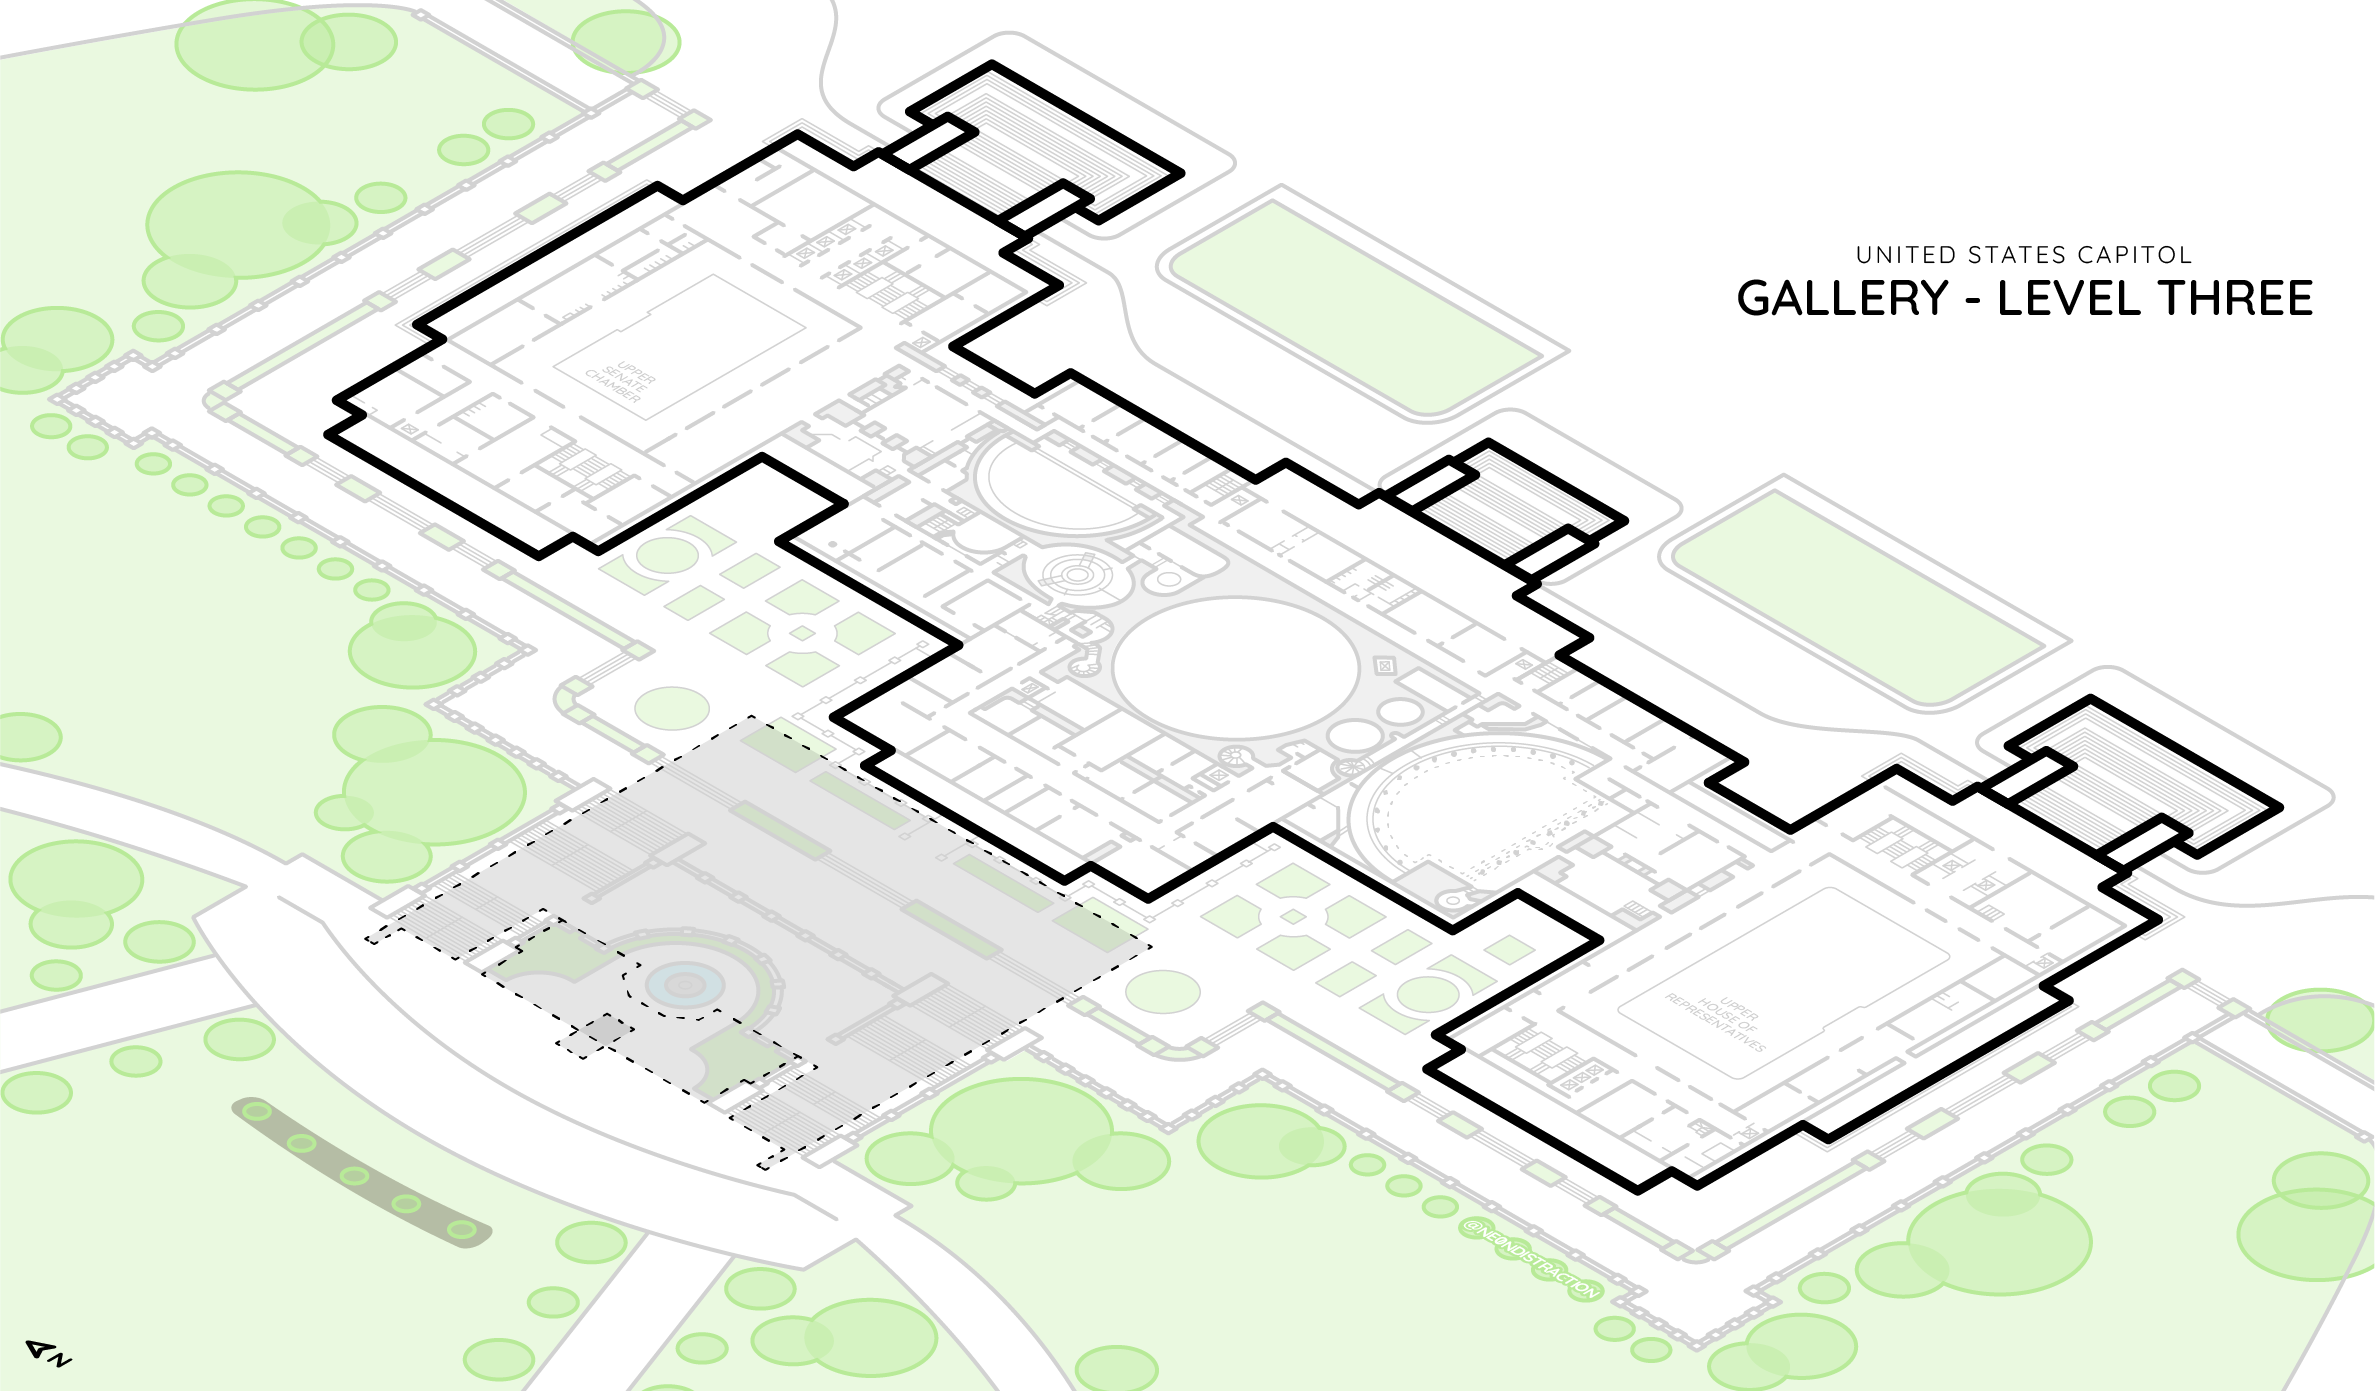 UNITED STATES CAPITOL
GALLERY - LEVEL THREE
UPPER
SENATE
CHAMBER
UPPER
HOUSE OF
REPRESENTATIVES
@NEONDISTRACTION
N